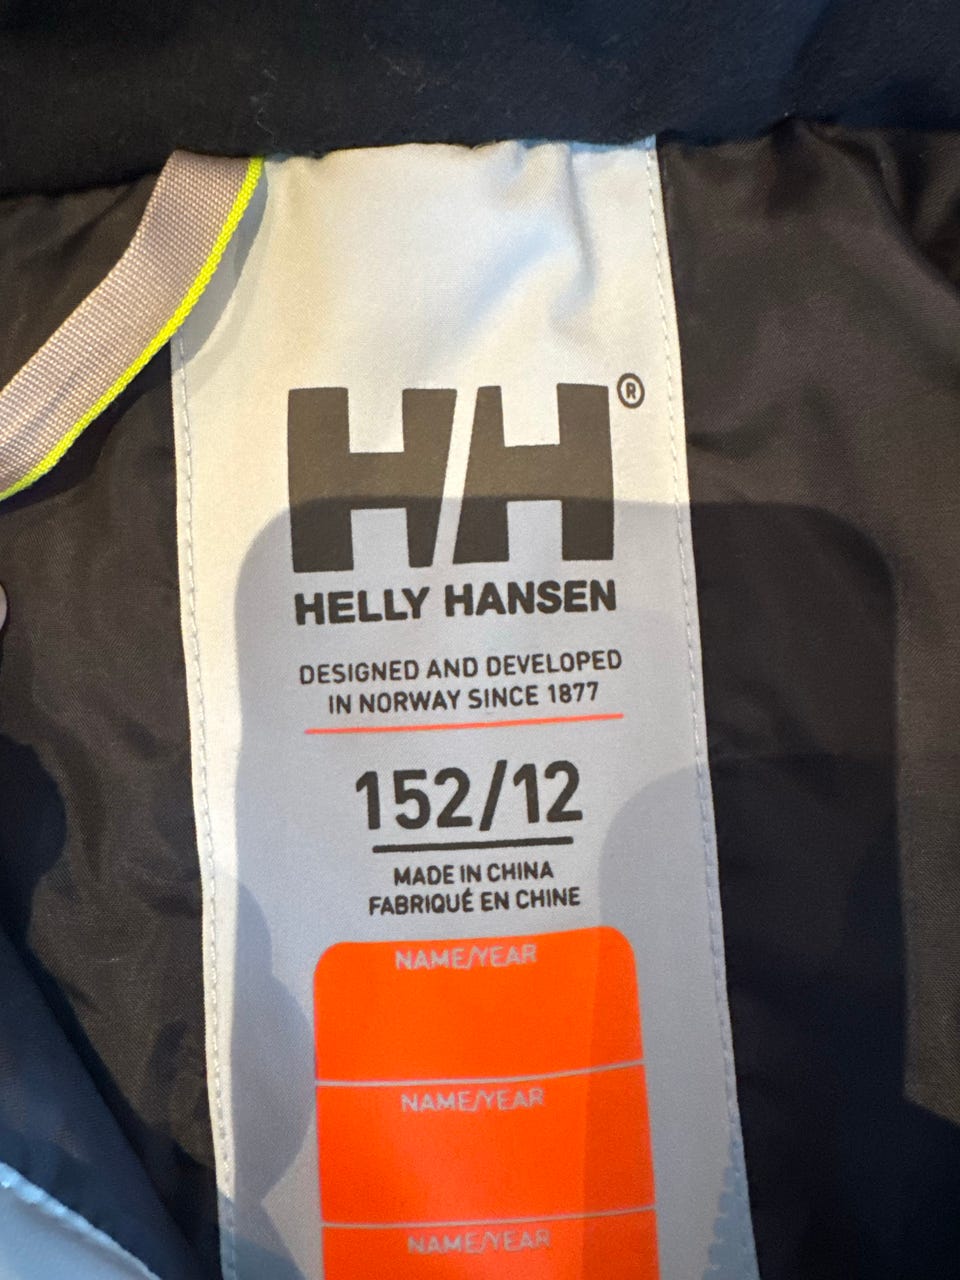 HH®
HELLY HANSEN
DESIGNED AND DEVELOPED
IN NORWAY SINCE 1877
152/12
MADE IN CHINA
FABRIQUÉ EN CHINE
NAME/YEAR
NAME/YEAR
NAME/YEAR